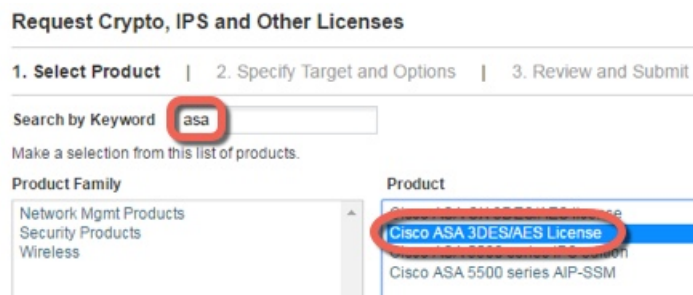 Request Crypto, IPS and Other Licenses
1. Select Product | 2. Specify Target and Options | 3. Review and Submit
Search by Keyword asa
Make a selection from this list of products.
Product Family Product
Network Mgmt Products
Security Products Cisco ASA 3DES/AES License
Wireless
Cisco ASA 5500 series AIP-SSM